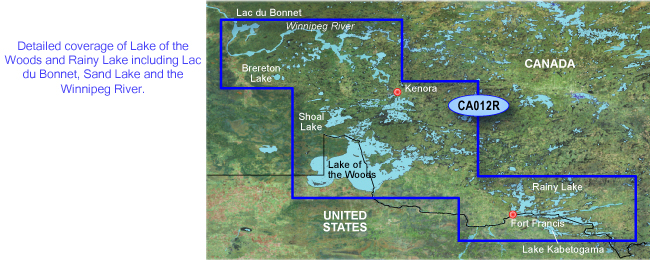 Detailed coverage of Lake of the
Woods and Rainy Lake including Lac
du Bonnet, Sand Lake and the
Winnipeg River.
Lac du Bonnet
Winnipeg River
CANADA
Brereton
Lake
Kenora
CA012R
Shoal
Lake
Lake of
the Woods
Rainy Lake
UNITED
STATES
Fort Francis
Lake Kabetogama